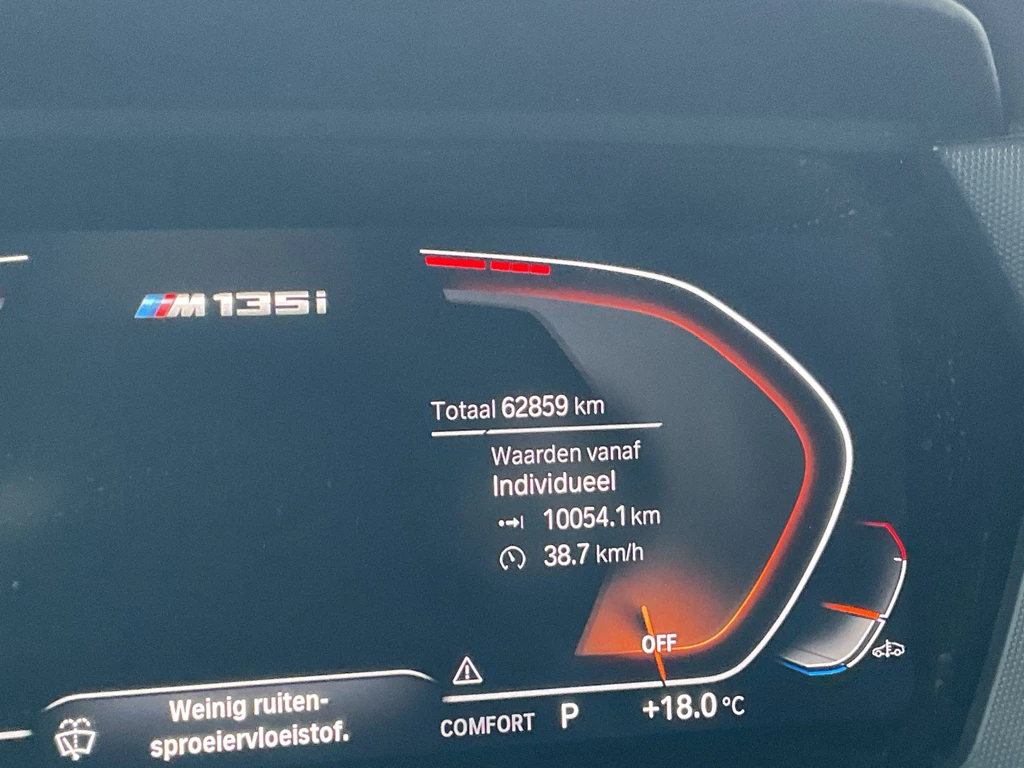 M135i
Totaal 62859 km
Waarden vanaf
Individueel
10054.1 km
38.7 km/h
OFF
Weinig ruiten-
sproeiervloeistof.
COMFORT P +18.0 °C